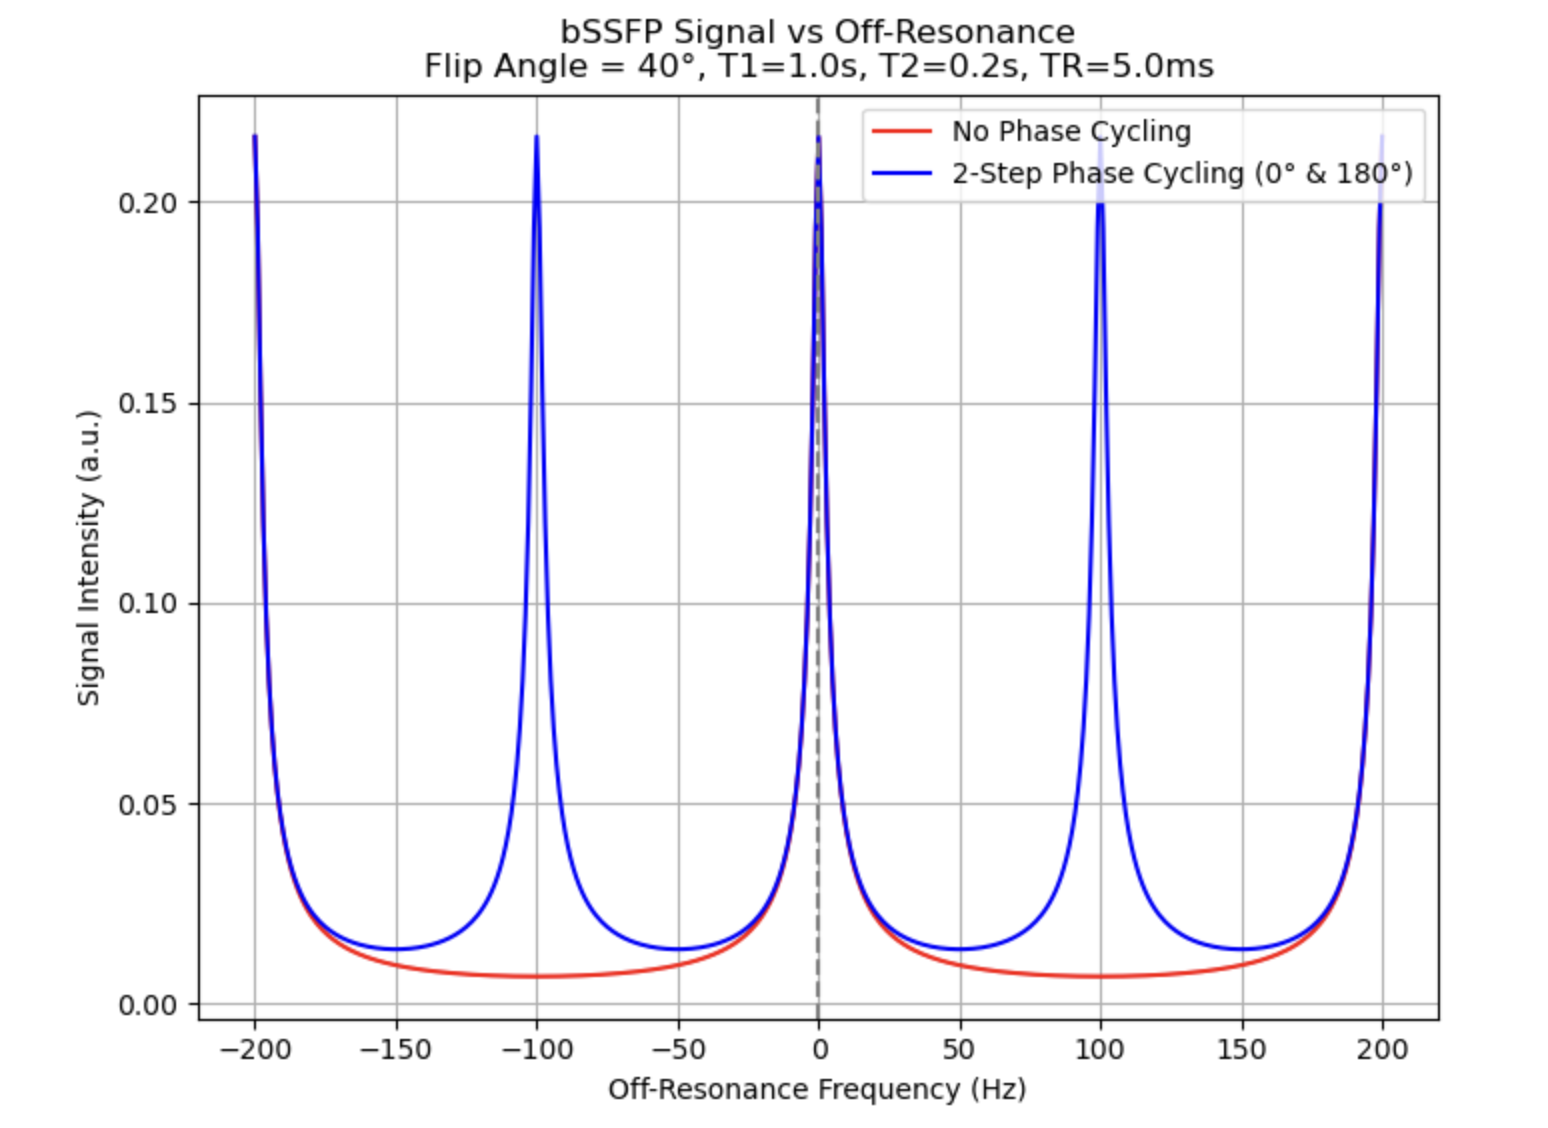 bSSFP Signal vs Off-Resonance
Flip Angle = 40°, T1=1.0s, T2=0.2s, TR=5.0ms
No Phase Cycling
2-Step Phase Cycling (0° & 180°)
Signal Intensity (a.u.)
0.20
0.15
0.10
0.05
0.00
−200 −150 −100 −50 0 50 100 150 200
Off-Resonance Frequency (Hz)